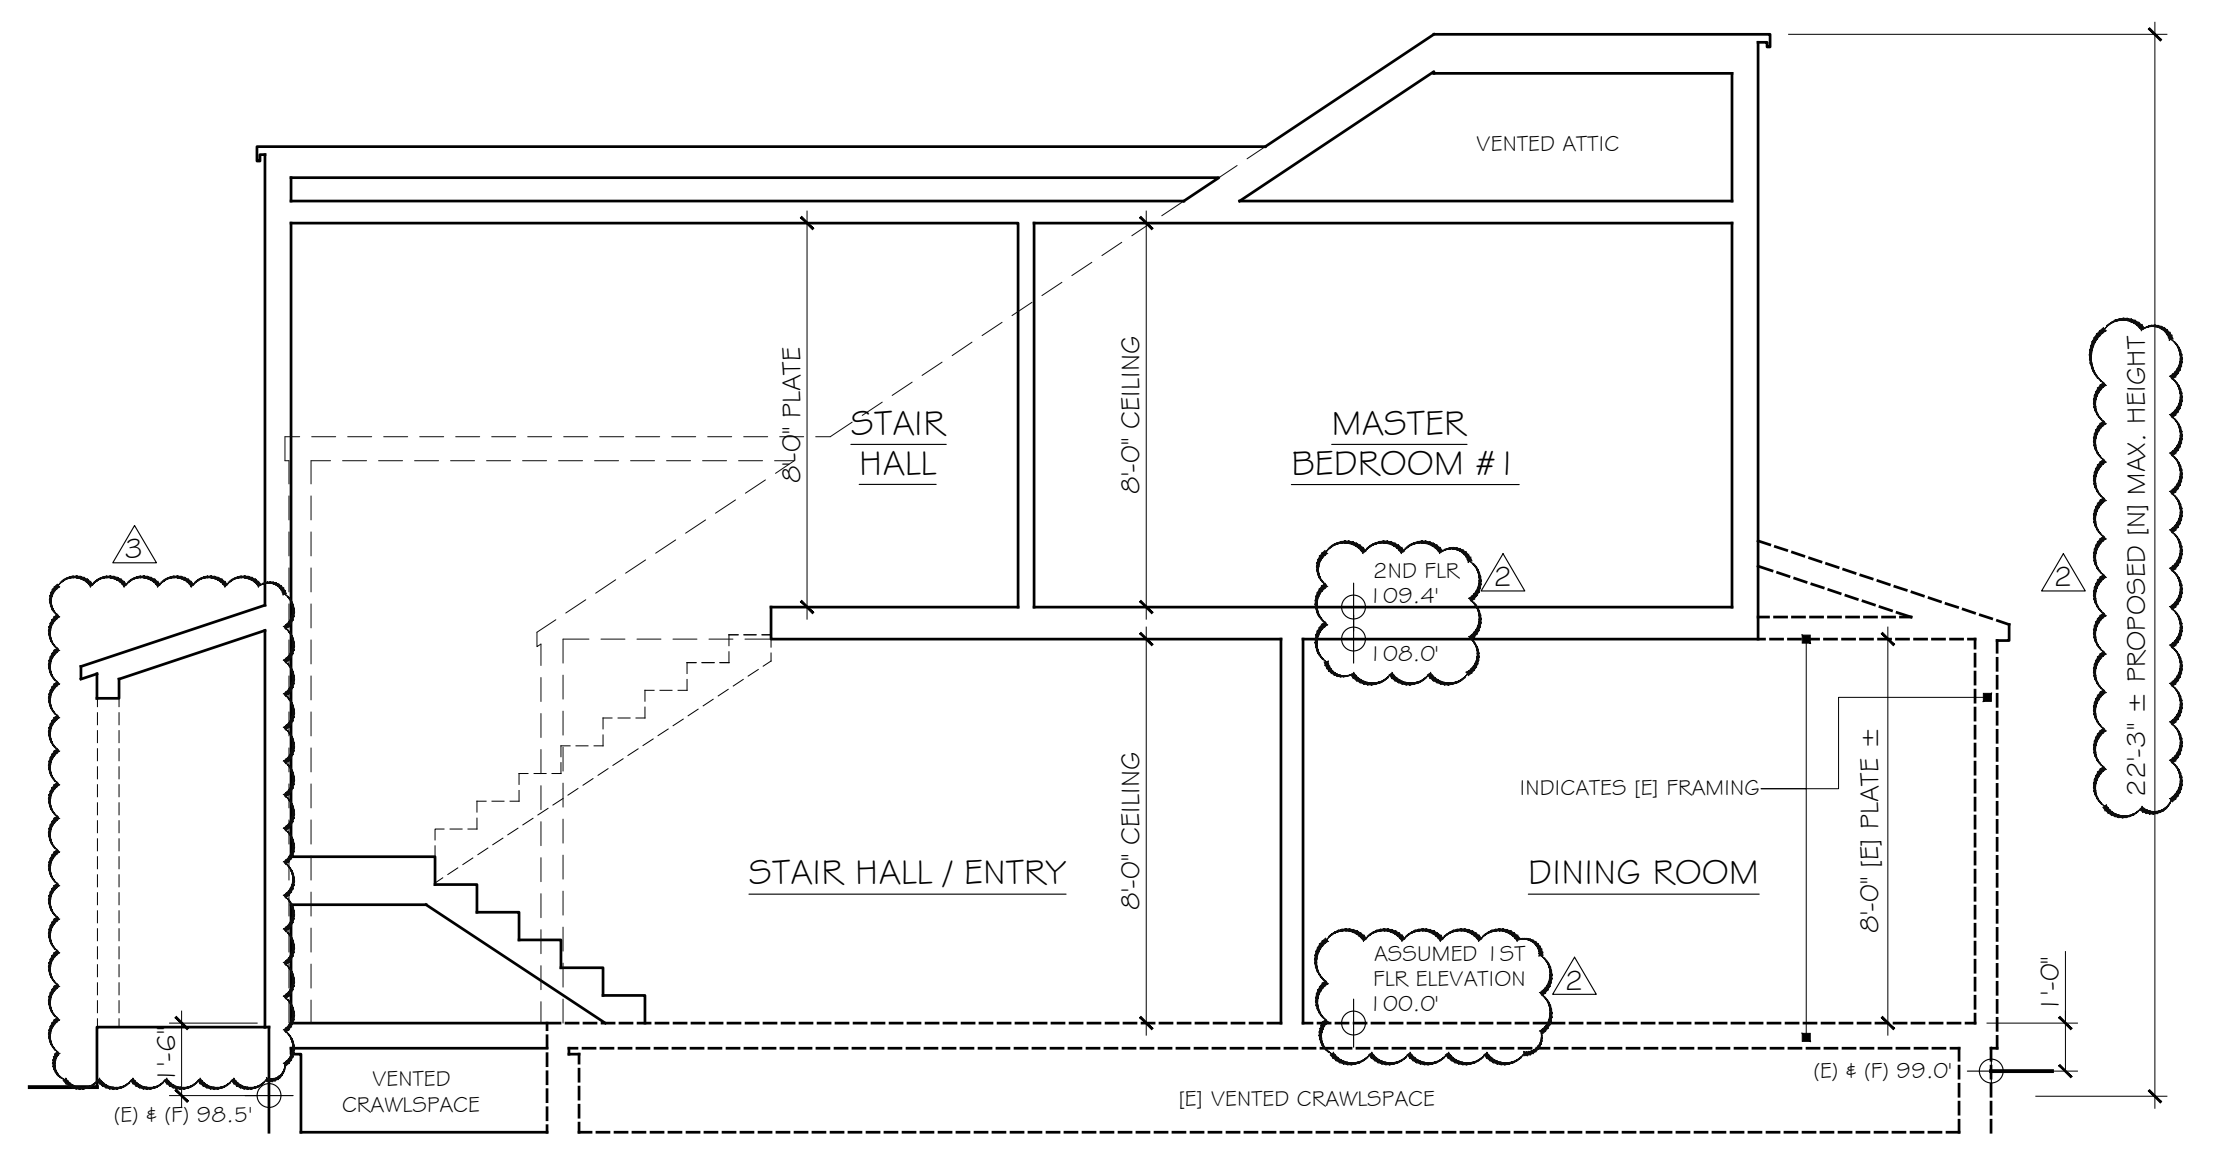 VENTED ATTIC
8'-0" PLATE
STAIR
HALL
8'-0" CEILING
MASTER
BEDROOM #1
22'-3" ± PROPOSED [N] MAX. HEIGHT
3
2ND FLR
109.4'
2
108.0'
2
INDICATES [E] FRAMING
8'-0" [E] PLATE ±
8'-0" CEILING
STAIR HALL / ENTRY
DINING ROOM
ASSUMED 1ST
FLR ELEVATION
100.0'
2
1'-0"
1'-6"
(E) & (F) 98.5'
VENTED
CRAWLSPACE
[E] VENTED CRAWLSPACE
(E) & (F) 99.0'